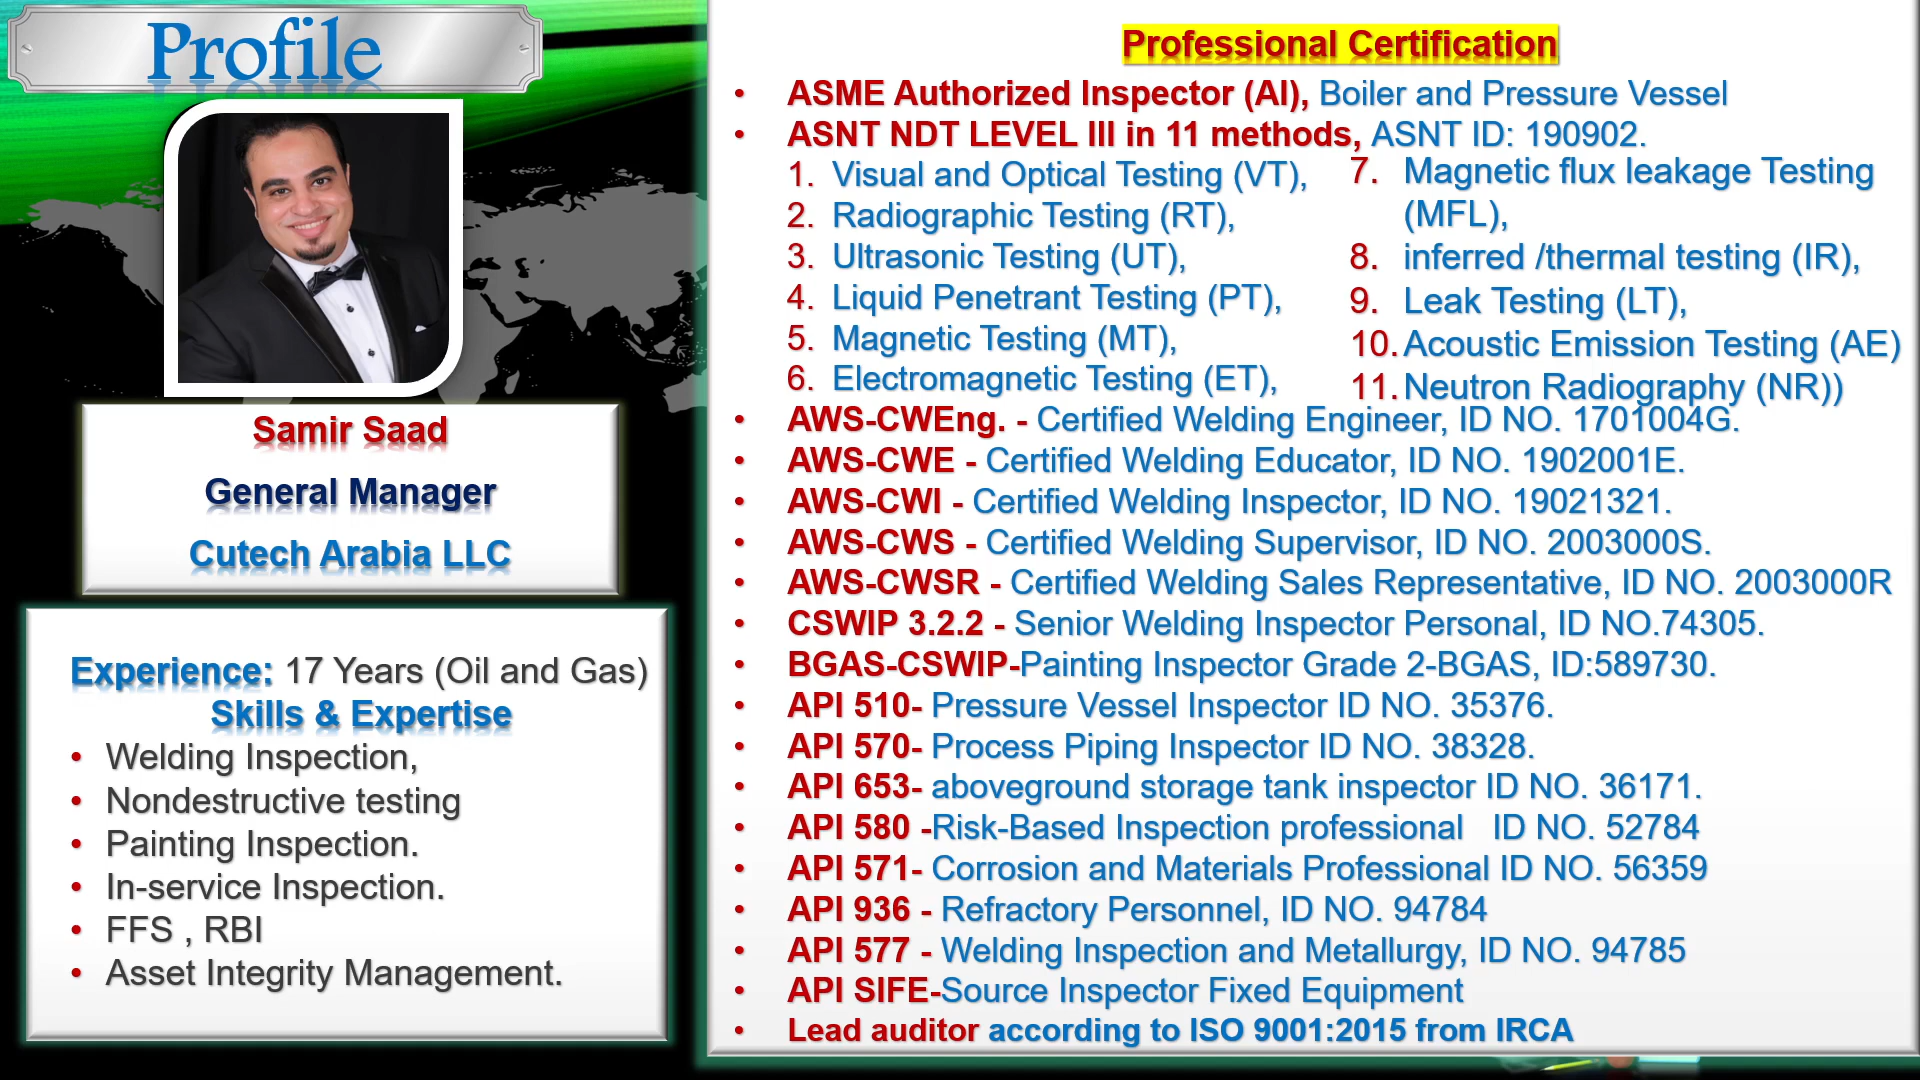 Profile
Samir Saad
General Manager
Cutech Arabia LLC
Experience: 17 Years (Oil and Gas)
Skills & Expertise
• Welding Inspection,
• Nondestructive testing
• Painting Inspection.
• In-service Inspection.
• FFS , RBI
• Asset Integrity Management.
Professional Certification
• ASME Authorized Inspector (AI), Boiler and Pressure Vessel
• ASNT NDT LEVEL III in 11 methods, ASNT ID: 190902.
1. Visual and Optical Testing (VT),
2. Radiographic Testing (RT),
3. Ultrasonic Testing (UT),
4. Liquid Penetrant Testing (PT),
5. Magnetic Testing (MT),
6. Electromagnetic Testing (ET),
7. Magnetic flux leakage Testing
(MFL),
8. inferred /thermal testing (IR),
9. Leak Testing (LT),
10. Acoustic Emission Testing (AE)
11. Neutron Radiography (NR))
• AWS-CWEng. - Certified Welding Engineer, ID NO. 1701004G.
• AWS-CWE - Certified Welding Educator, ID NO. 1902001E.
• AWS-CWI - Certified Welding Inspector, ID NO. 19021321.
• AWS-CWS - Certified Welding Supervisor, ID NO. 2003000S.
• AWS-CWSR - Certified Welding Sales Representative, ID NO. 2003000R
• CSWIP 3.2.2 - Senior Welding Inspector Personal, ID NO.74305.
• BGAS-CSWIP-Painting Inspector Grade 2-BGAS, ID:589730.
• API 510- Pressure Vessel Inspector ID NO. 35376.
• API 570- Process Piping Inspector ID NO. 38328.
• API 653- aboveground storage tank inspector ID NO. 36171.
• API 580 -Risk-Based Inspection professional ID NO. 52784
• API 571- Corrosion and Materials Professional ID NO. 56359
• API 936 - Refractory Personnel, ID NO. 94784
• API 577 - Welding Inspection and Metallurgy, ID NO. 94785
• API SIFE-Source Inspector Fixed Equipment
• Lead auditor according to ISO 9001:2015 from IRCA